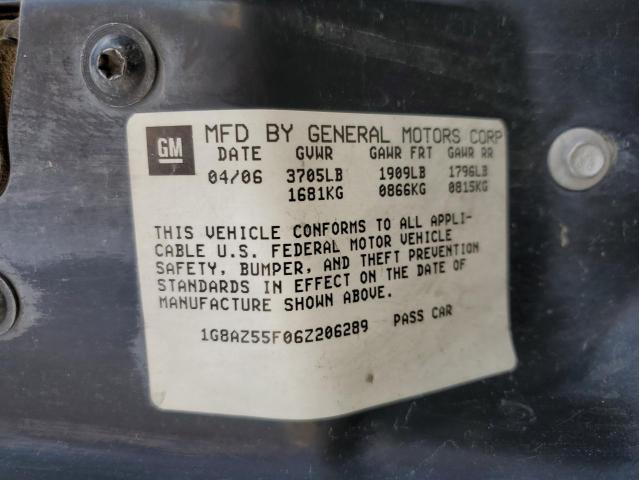 GM MFD BY GENERAL MOTORS CORP
DATE GVWR GAWR FRT GAWR RR
04/06 3705LB 1909LB 1796LB
1681KG 0866KG 0815KG
THIS VEHICLE CONFORMS TO ALL APPLI-
CABLE U.S. FEDERAL MOTOR VEHICLE
SAFETY, BUMPER, AND THEFT PREVENTION
STANDARDS IN EFFECT ON THE DATE OF
MANUFACTURE SHOWN ABOVE.
1G8AZ55F06Z206289 PASS CAR